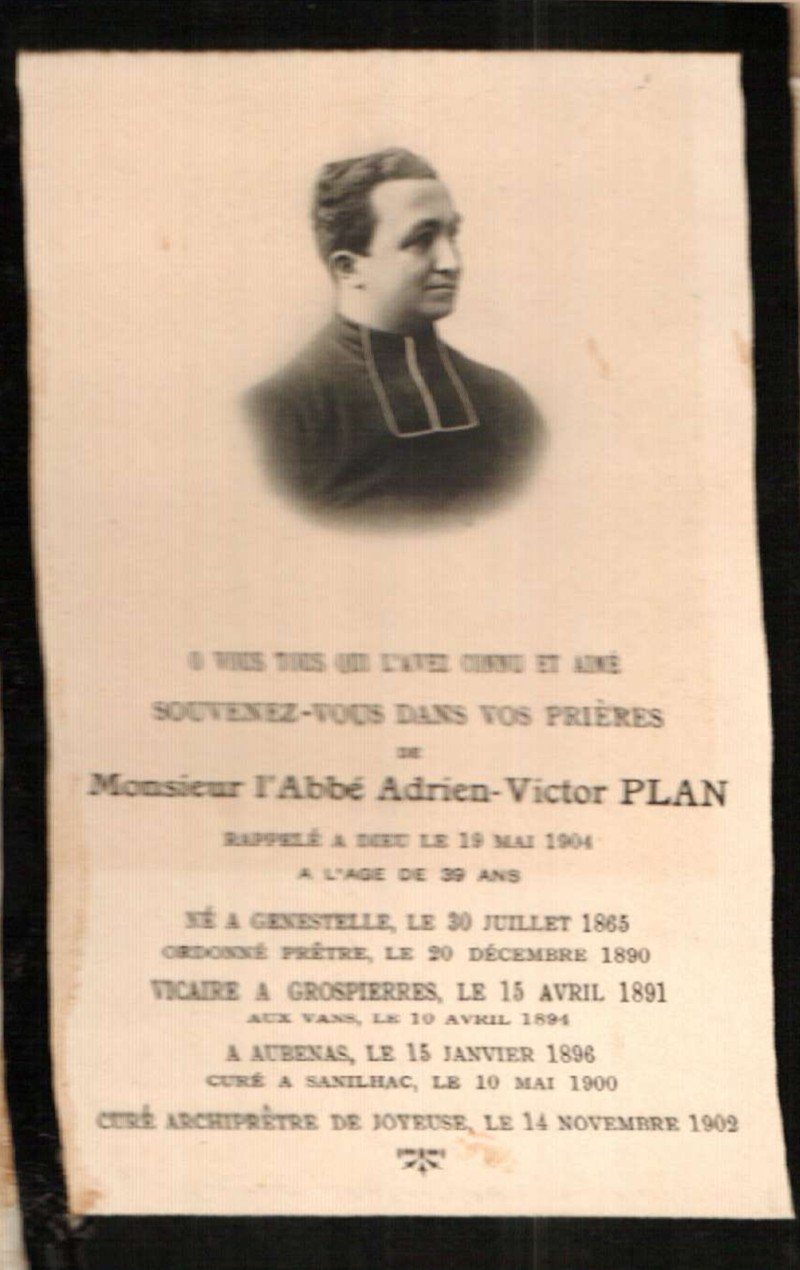 O VOUS TOUS QUI L'AVEZ CONNU ET AIMÉ
SOUVENEZ-VOUS DANS VOS PRIÈRES
DE
Monsieur l'Abbé Adrien-Victor PLAN
RAPPELÉ A DIEU LE 19 MAI 1904
A L'AGE DE 39 ANS
NÉ A GENESTELLE, LE 30 JUILLET 1865
ORDONNÉ PRÊTRE, LE 20 DÉCEMBRE 1890
VICAIRE A GROSPIERRES, LE 15 AVRIL 1891
AUX VANS, LE 10 AVRIL 1894
A AUBENAS, LE 15 JANVIER 1896
CURÉ A SANILHAC, LE 10 MAI 1900
CURÉ ARCHIPRÊTRE DE JOYEUSE, LE 14 NOVEMBRE 1902